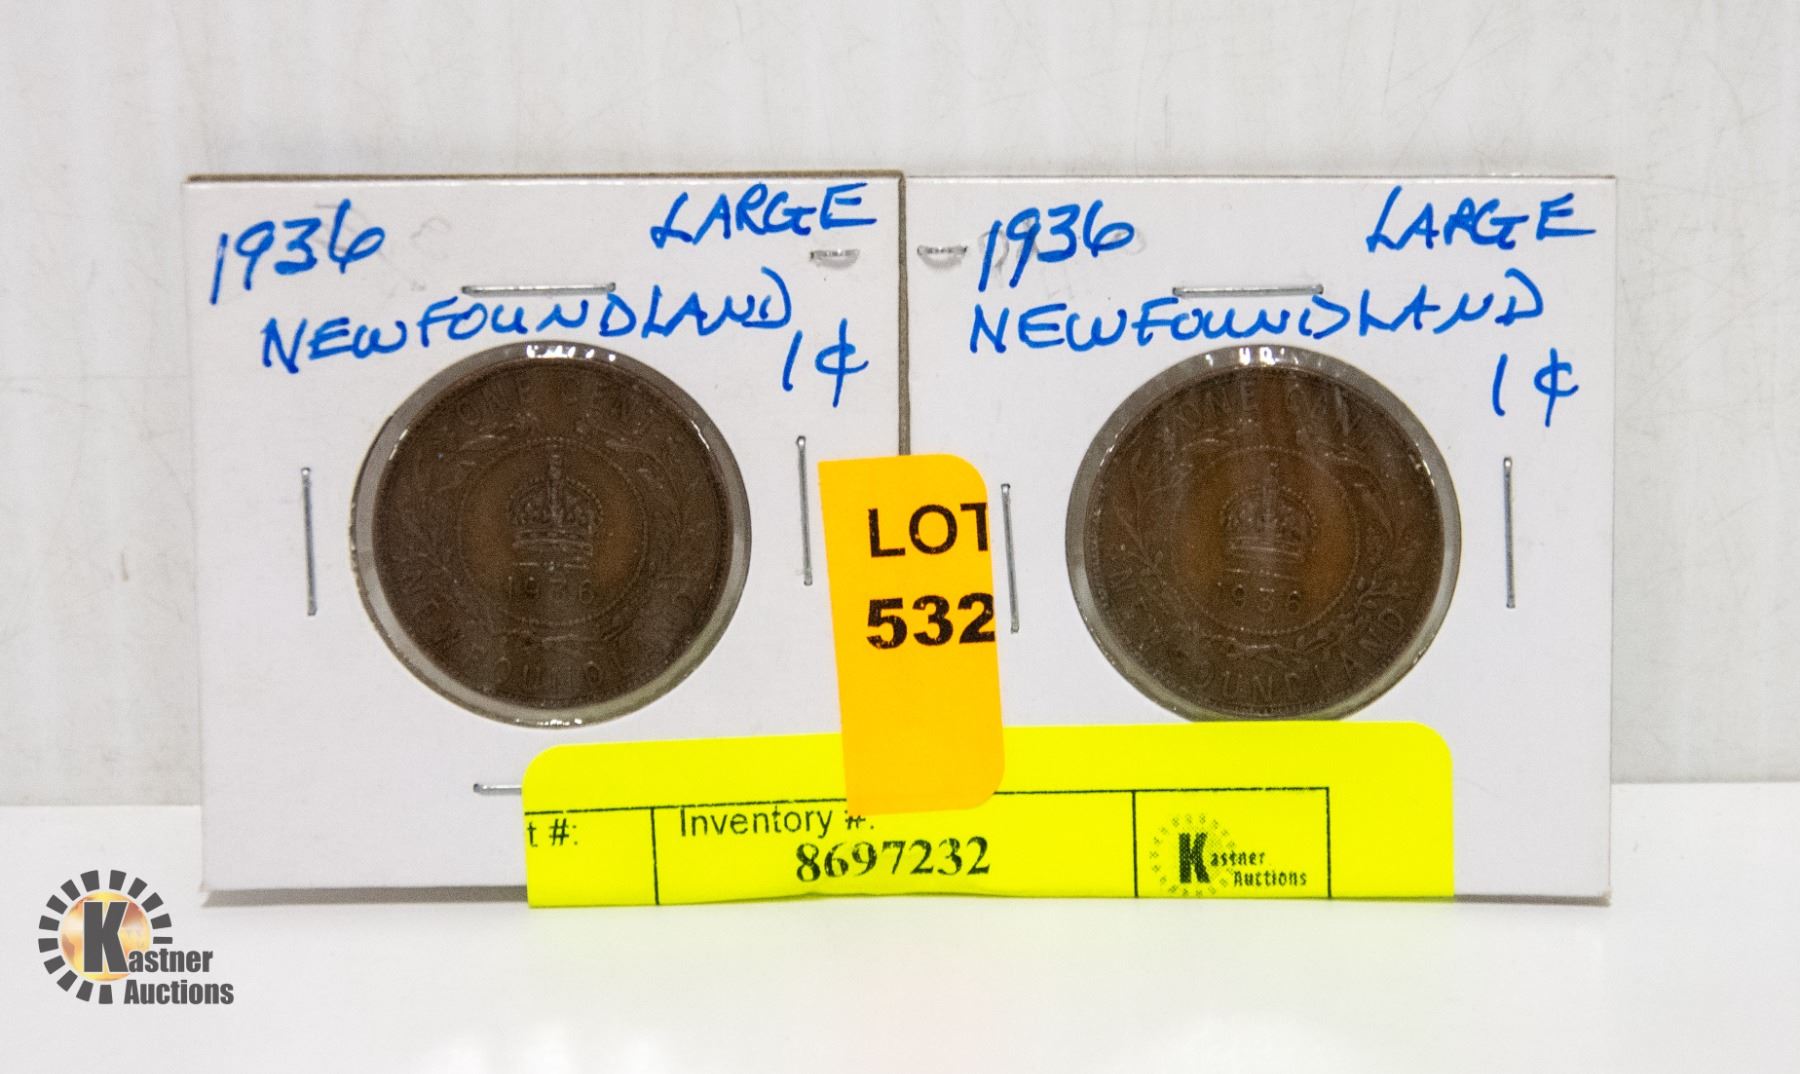 1936 LARGE
NEWFOUNDLAND
1¢
ONE CENT
1936
NEWFOUNDLAND
1936 LARGE
NEWFOUNDLAND
1¢
ONE CENT
1936
NEWFOUNDLAND
LOT
532
t #:
Inventory #:
8697232
Kastner
Auctions
Kastner
Auctions